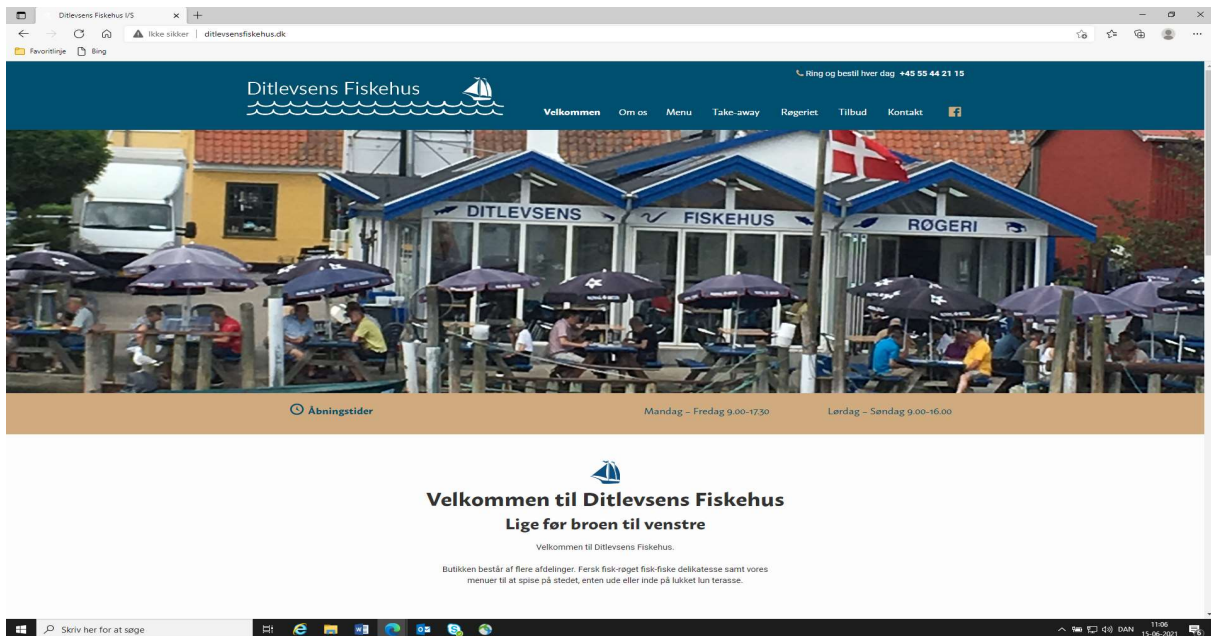 Ditlevsens Fiskehus I/S
Ikke sikker | ditlevsensfiskehus.dk
Favoritlinje Bing
Ring og bestil hver dag +45 55 44 21 15
Ditlevsens Fiskehus
Velkommen Om os Menu Take-away Røgeriet Tilbud Kontakt
DITLEVSENS FISKEHUS RØGERI
Åbningstider Mandag – Fredag 9.00-17.30 Lørdag – Søndag 9.00-16.00
Velkommen til Ditlevsens Fiskehus
Lige før broen til venstre
Velkommen til Ditlevsens Fiskehus.
Butikken består af flere afdelinger. Fersk fisk-røget fisk-fiske delikatesse samt vores
menuer til at spise på stedet, enten ude eller inde på lukket lun terasse.
Skriv her for at søge
DAN
11:06
15-06-2021